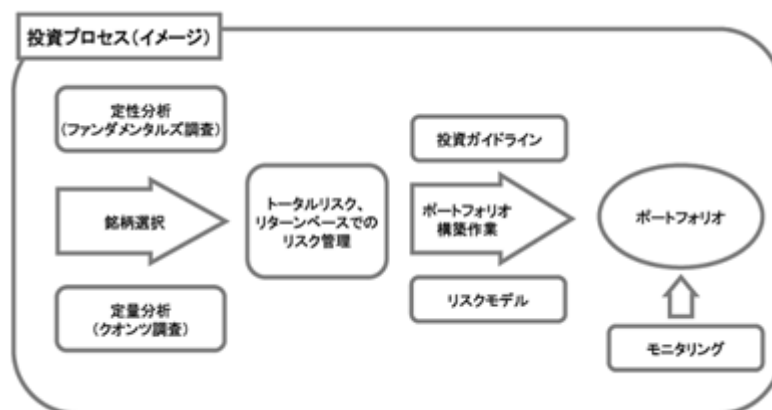 投資プロセス(イメージ)
定性分析
(ファンダメンタルズ調査)
銘柄選択
定量分析
(クオンツ調査)
トータルリスク、
リターンベースでの
リスク管理
投資ガイドライン
ポートフォリオ
構築作業
リスクモデル
ポートフォリオ
モニタリング